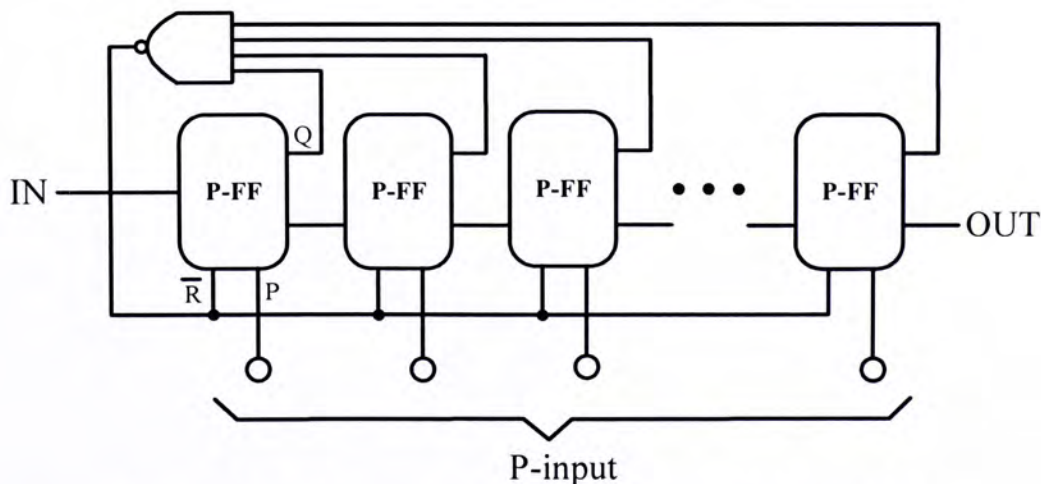 Q
IN
P-FF
P-FF
P-FF
P-FF
OUT
R̅
P
P-input